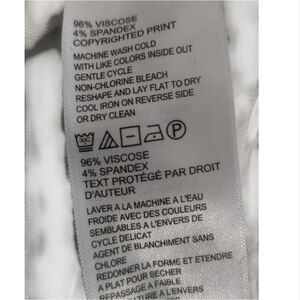 96% VISCOSE
4% SPANDEX
COPYRIGHTED PRINT
MACHINE WASH COLD
WITH LIKE COLORS INSIDE OUT
GENTLE CYCLE
NON-CHLORINE BLEACH
RESHAPE AND LAY FLAT TO DRY
COOL IRON ON REVERSE SIDE
OR DRY CLEAN
P
96% VISCOSE
4% SPANDEX
TEXT PROTÉGÉ PAR DROIT
D'AUTEUR
LAVER A LA MACHINE A L'EAU
FROIDE AVEC DES COULEURS
SEMBLABLES A L'ENVERS DE
CYCLE DELICAT
AGENT DE BLANCHIMENT SANS
CHLORE
REDONNER LA FORME ET ETENDRE
A PLAT POUR SECHER
REPASSAGE A FAIBLE